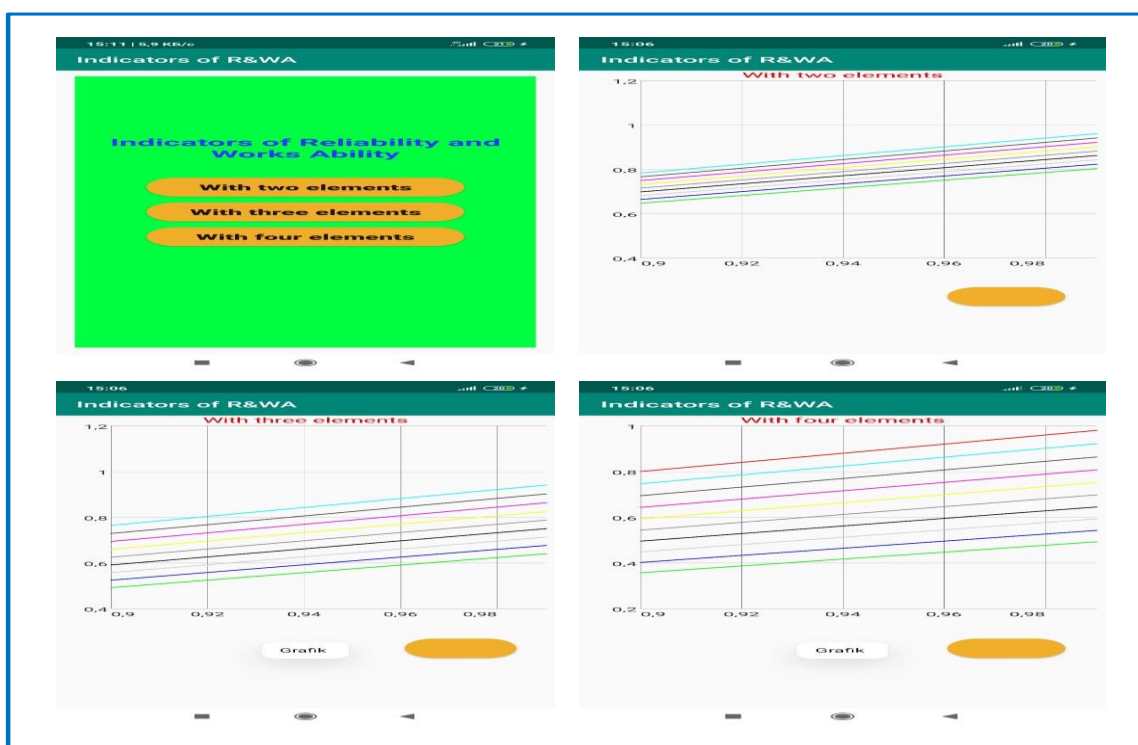 15:11 | 5,9 КБ/с
Indicators of R&WA
Indicators of Reliability and
Works Ability
With two elements
With three elements
With four elements
15:06
Indicators of R&WA
With two elements
1,2
1
0,8
0,6
0,4
0,9 0,92 0,94 0,96 0,98
15:06
Indicators of R&WA
With three elements
1,2
1
0,8
0,6
0,4
0,9 0,92 0,94 0,96 0,98
Grafik
15:06
Indicators of R&WA
With four elements
1
0,8
0,6
0,4
0,2
0,9 0,92 0,94 0,96 0,98
Grafik